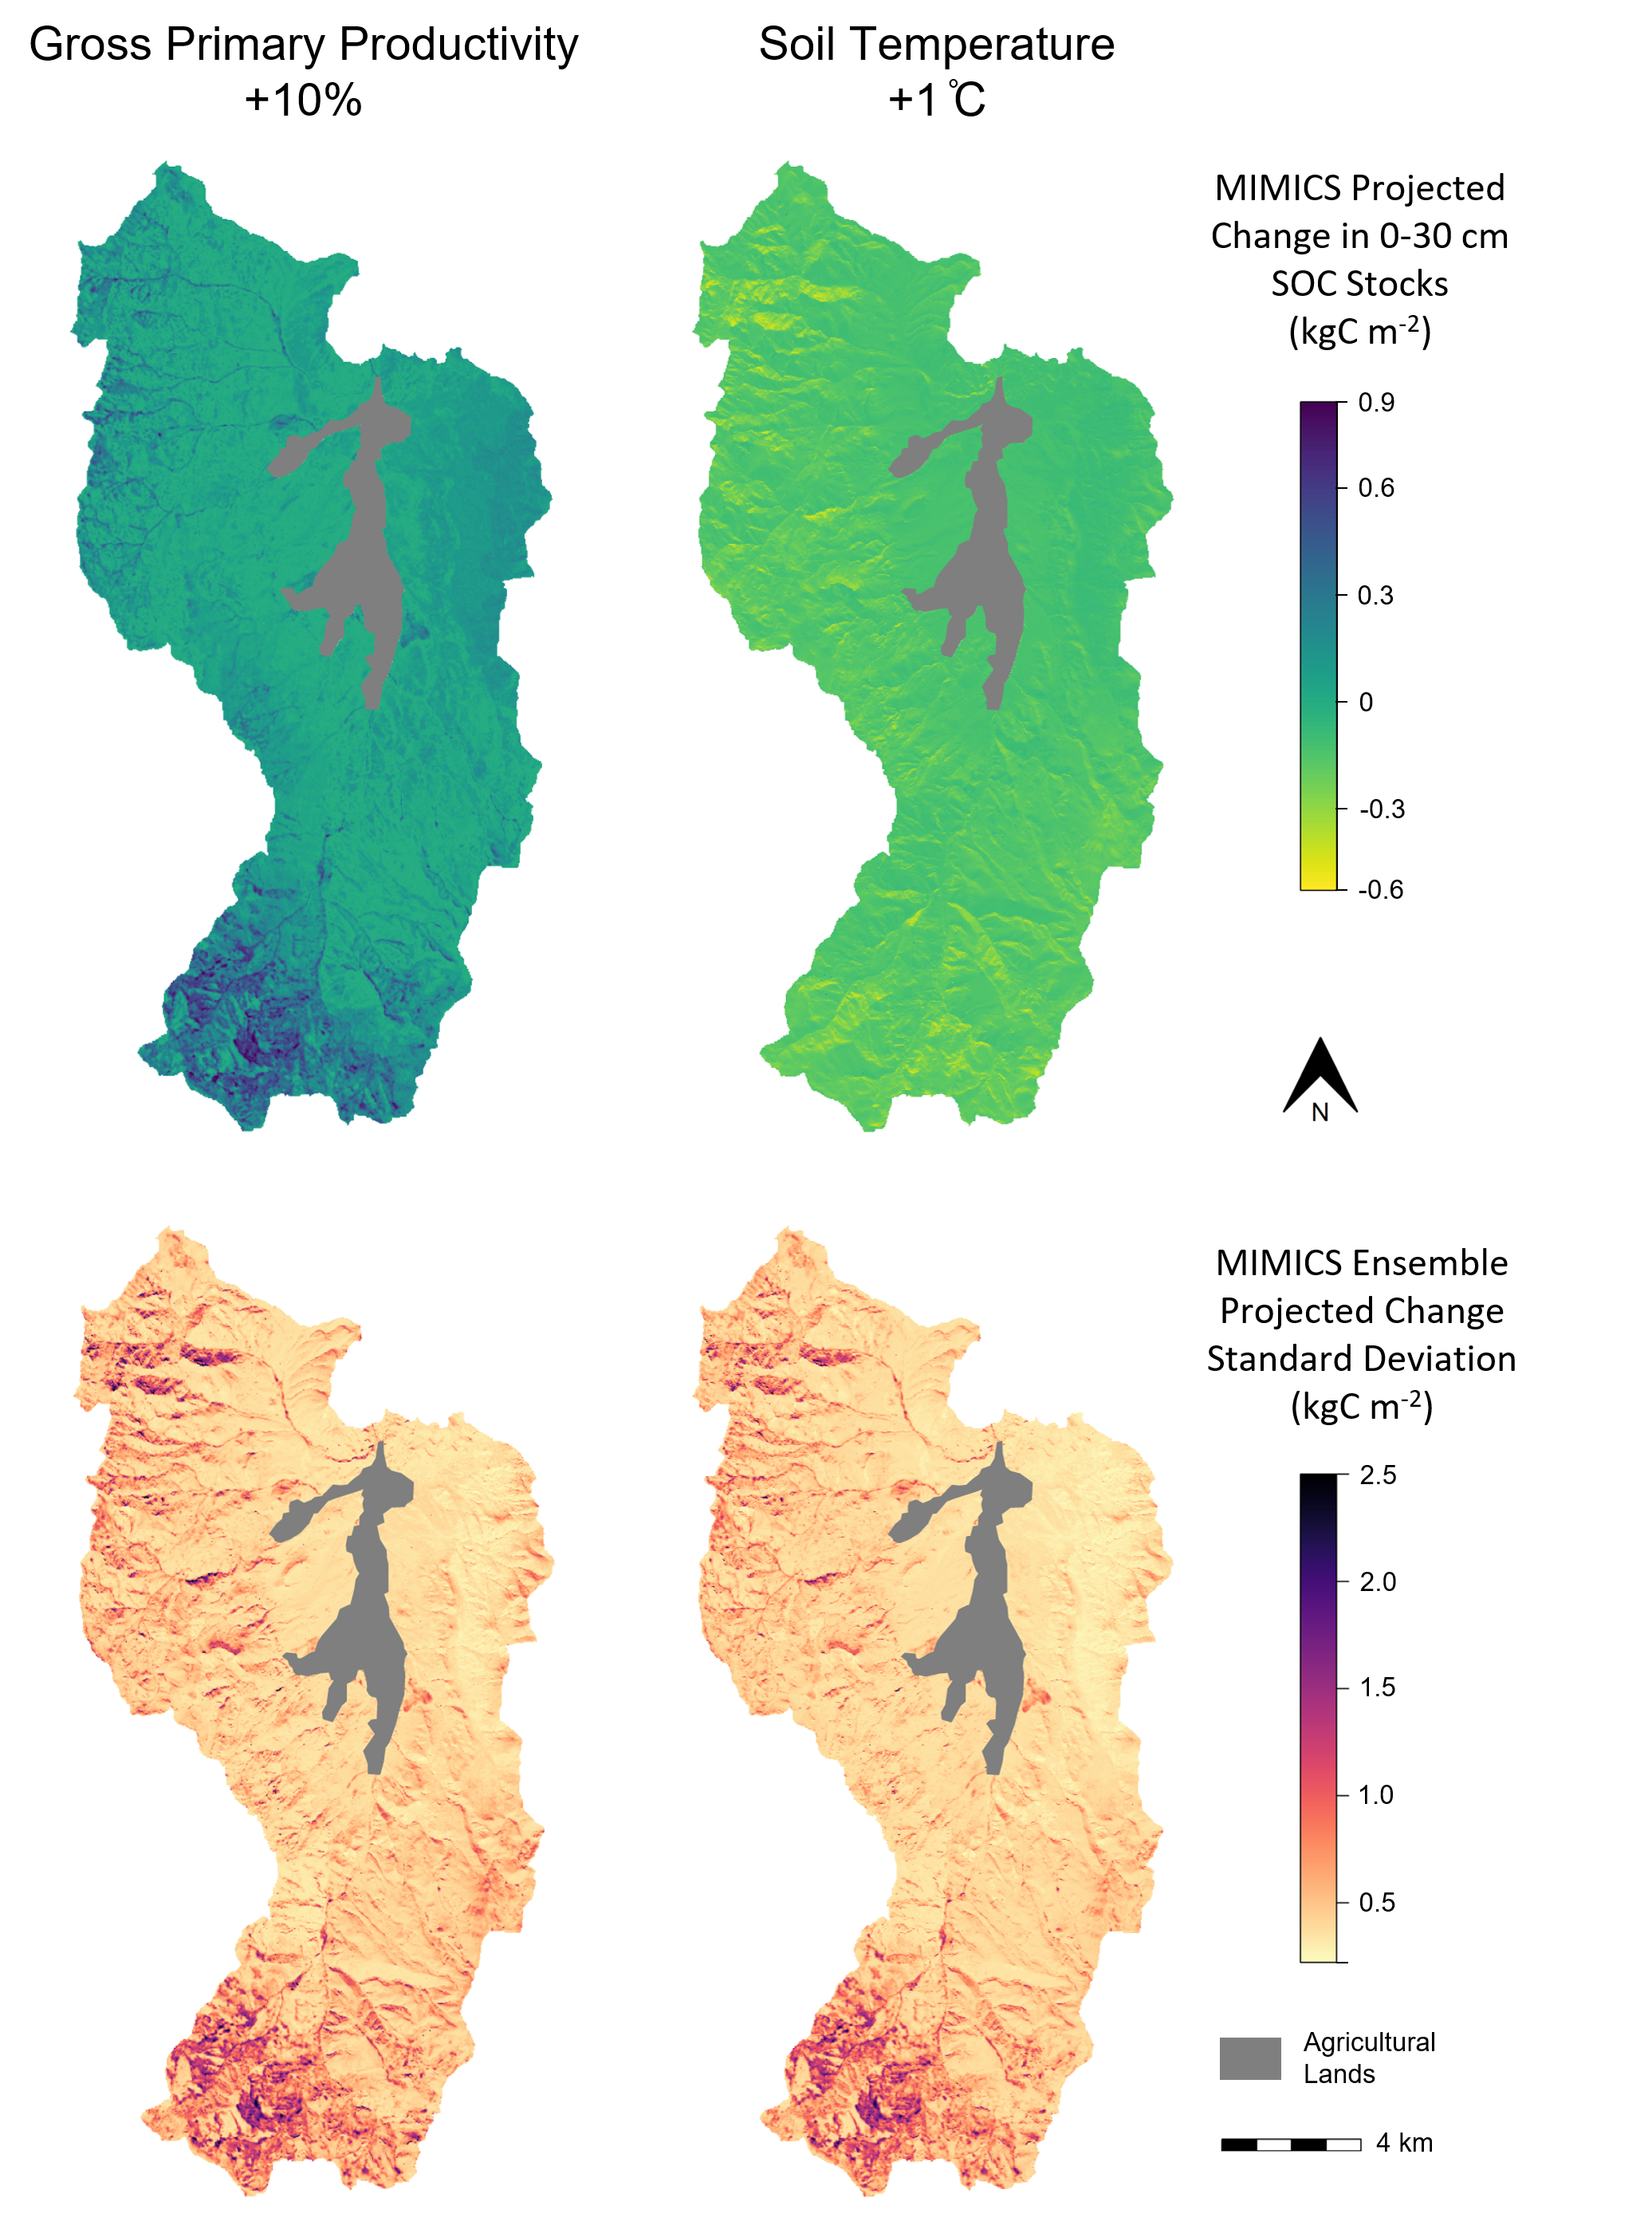 Gross Primary Productivity
+10%
Soil Temperature
+1°C
MIMICS Projected
Change in 0-30 cm
SOC Stocks
(kgC m-2)
0.9
0.6
0.3
0
-0.3
-0.6
N
MIMICS Ensemble
Projected Change
Standard Deviation
(kgC m-2)
2.5
2.0
1.5
1.0
0.5
Agricultural
Lands
4 km